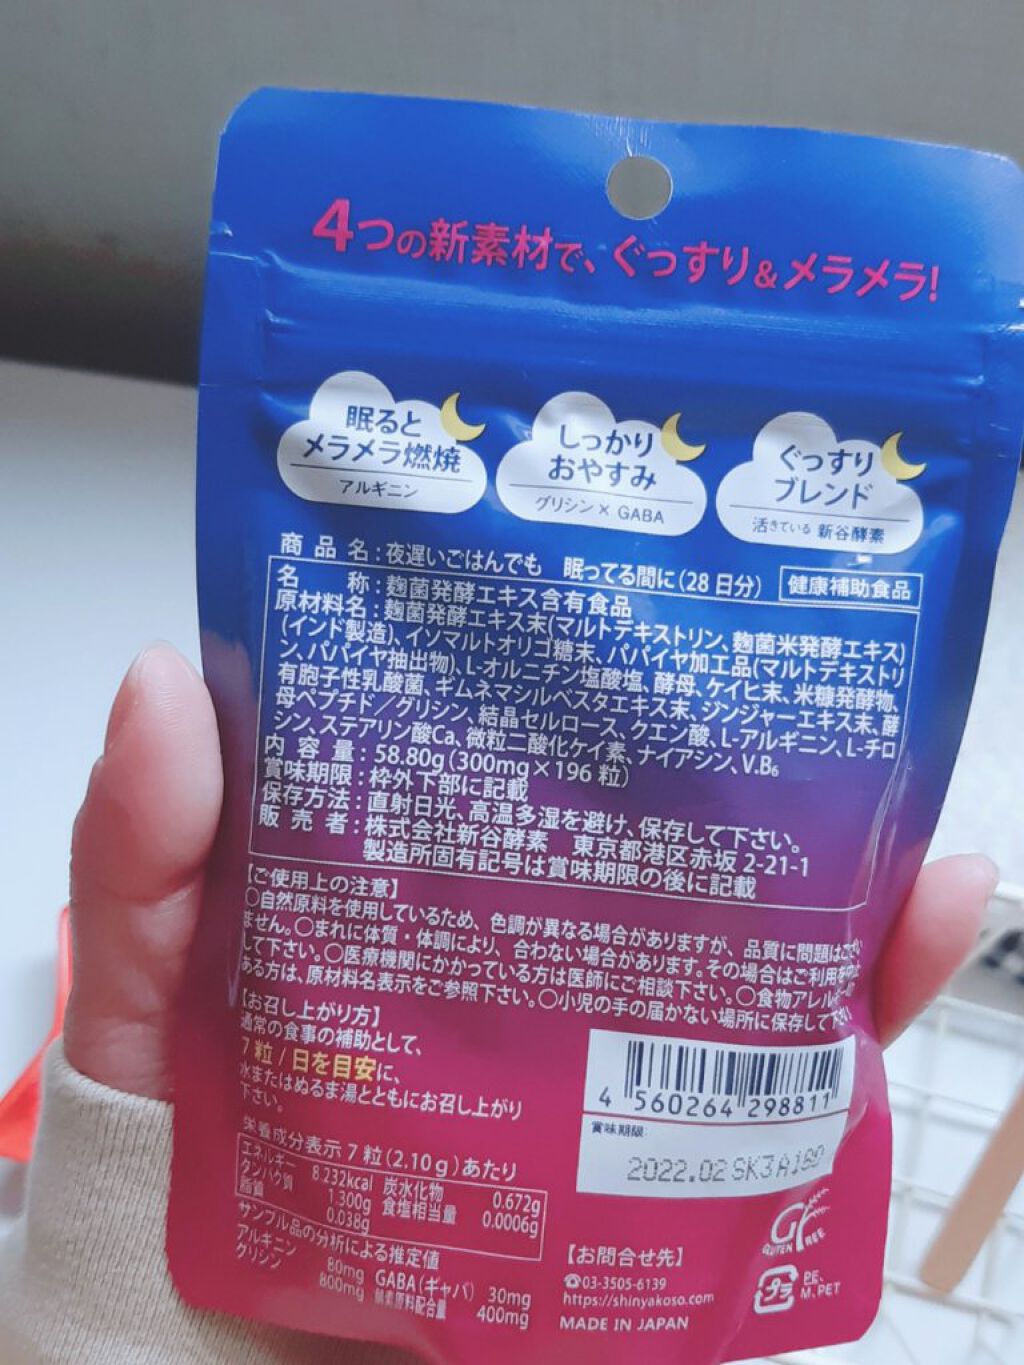 4つの新素材で、ぐっすり&メラメラ!
眠ると
メラメラ燃焼
アルギニン
しっかり
おやすみ
グリシン×GABA
ぐっすり
ブレンド
活きている 新谷酵素
商品名:夜遅いごはんでも 眠ってる間に(28日分)
健康補助食品
名称:麹菌発酵エキス含有食品
原材料名:麹菌発酵エキス末(マルトデキストリン、麹菌米発酵エキス)
(インド製造)、イソマルトオリゴ糖末、パパイヤ加工品(マルトデキストリ
ン、パパイヤ抽出物)、L-オルニチン塩酸塩、酵母、ケイヒ末、米糠発酵物、
有胞子性乳酸菌、ギムネマシルベスタエキス末、ジンジャーエキス末、酵
母ペプチド/グリシン、結晶セルロース、クエン酸、L-アルギニン、L-チロ
シン、ステアリン酸Ca、微粒二酸化ケイ素、ナイアシン、V.B6
内容量:58.80g(300mg×196粒)
賞味期限:枠外下部に記載
保存方法:直射日光、高温多湿を避け、保存して下さい。
販売者:株式会社新谷酵素 東京都港区赤坂2-21-1
製造所固有記号は賞味期限の後に記載
【ご使用上の注意】
○自然原料を使用しているため、色調が異なる場合がありますが、品質に問題はござい
ません。○まれに体質・体調により、合わない場合があります。その場合はご利用を中止
して下さい。○医療機関にかかっている方は医師にご相談下さい。○食物アレルギーの
ある方は、原材料名表示をご参照下さい。○小児の手の届かない場所に保存して下さい。
【お召し上がり方】
通常の食事の補助として、
7粒/日を目安に、
水またはぬるま湯とともにお召し上がり
下さい。
4 560264 298811
賞味期限
2022.02 SK3A
栄養成分表示 7粒(2.10g)あたり
エネルギー 8.232kcal 炭水化物 0.672g
タンパク質 1.300g 食塩相当量 0.0006g
脂質 0.038g
サンプル品の分析による推定値
アルギニン 80mg GABA(ギャバ) 30mg
グリシン 800mg 酵素原料配合量 400mg
GLUTEN FREE
【お問合せ先】
☎03-3505-6139
https://shinyakoso.com
MADE IN JAPAN
プラ
PE、
M、PET